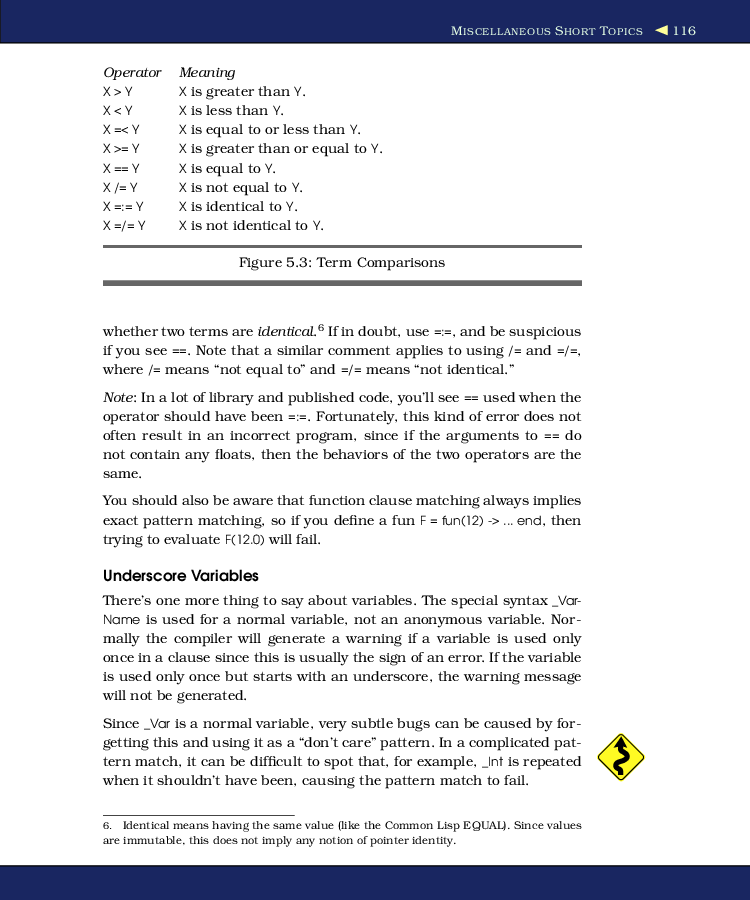 MISCELLANEOUS SHORT TOPICS ◀ 116
Operator Meaning
X > Y X is greater than Y.
X < Y X is less than Y.
X =< Y X is equal to or less than Y.
X >= Y X is greater than or equal to Y.
X == Y X is equal to Y.
X /= Y X is not equal to Y.
X =:= Y X is identical to Y.
X =/= Y X is not identical to Y.
Figure 5.3: Term Comparisons
whether two terms are identical.6 If in doubt, use =:=, and be suspicious
if you see ==. Note that a similar comment applies to using /= and =/=,
where /= means “not equal to” and =/= means “not identical.”
Note: In a lot of library and published code, you’ll see == used when the
operator should have been =:=. Fortunately, this kind of error does not
often result in an incorrect program, since if the arguments to == do
not contain any floats, then the behaviors of the two operators are the
same.
You should also be aware that function clause matching always implies
exact pattern matching, so if you define a fun F = fun(12) -> ... end, then
trying to evaluate F(12.0) will fail.
Underscore Variables
There’s one more thing to say about variables. The special syntax _Var-
Name is used for a normal variable, not an anonymous variable. Nor-
mally the compiler will generate a warning if a variable is used only
once in a clause since this is usually the sign of an error. If the variable
is used only once but starts with an underscore, the warning message
will not be generated.
Since _Var is a normal variable, very subtle bugs can be caused by for-
getting this and using it as a “don’t care” pattern. In a complicated pat-
tern match, it can be difficult to spot that, for example, _Int is repeated
when it shouldn’t have been, causing the pattern match to fail.
6. Identical means having the same value (like the Common Lisp EQUAL). Since values
are immutable, this does not imply any notion of pointer identity.